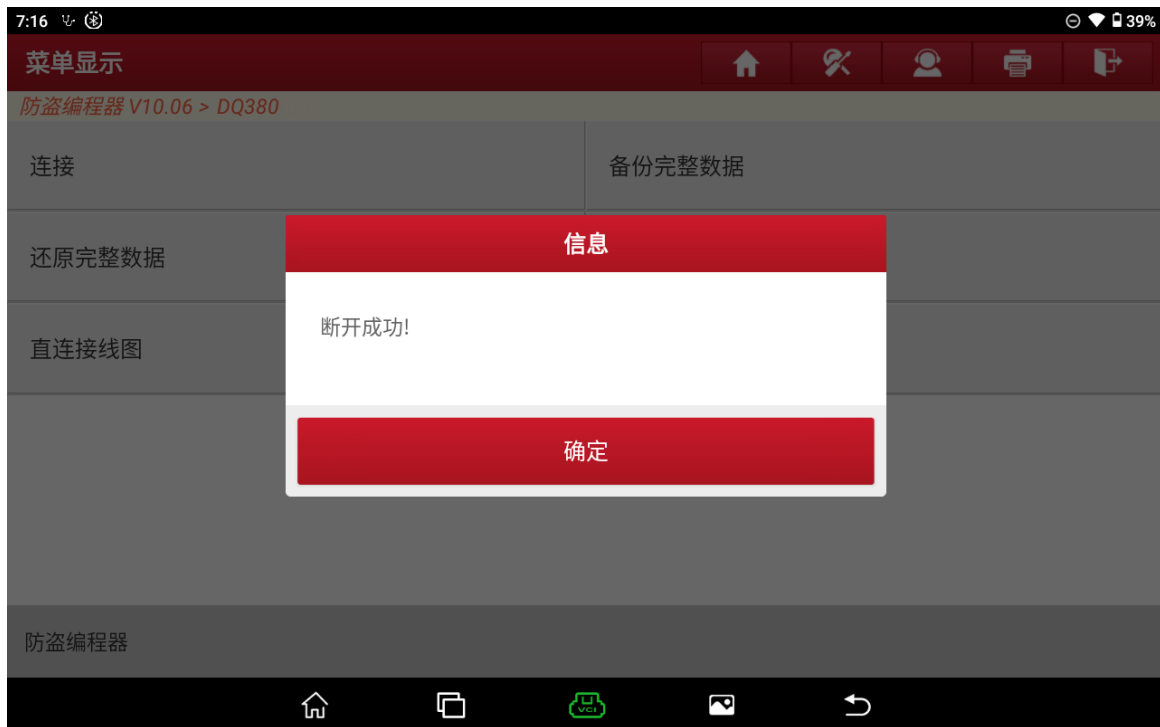 7:16
39%
菜单显示
防盗编程器 V10.06 > DQ380
连接
备份完整数据
还原完整数据
信息
断开成功!
直连接线图
确定
防盗编程器
VCI